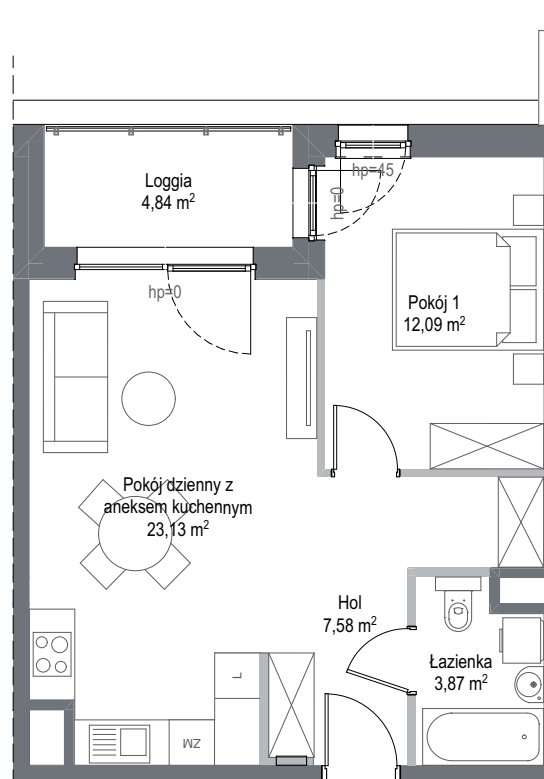 Loggia
4,84 m²
hp=45
hp=0
hp=0
Pokój 1
12,09 m²
Pokój dzienny z
aneksem kuchennym
23,13 m²
Hol
7,58 m²
Łazienka
3,87 m²
L
ZM